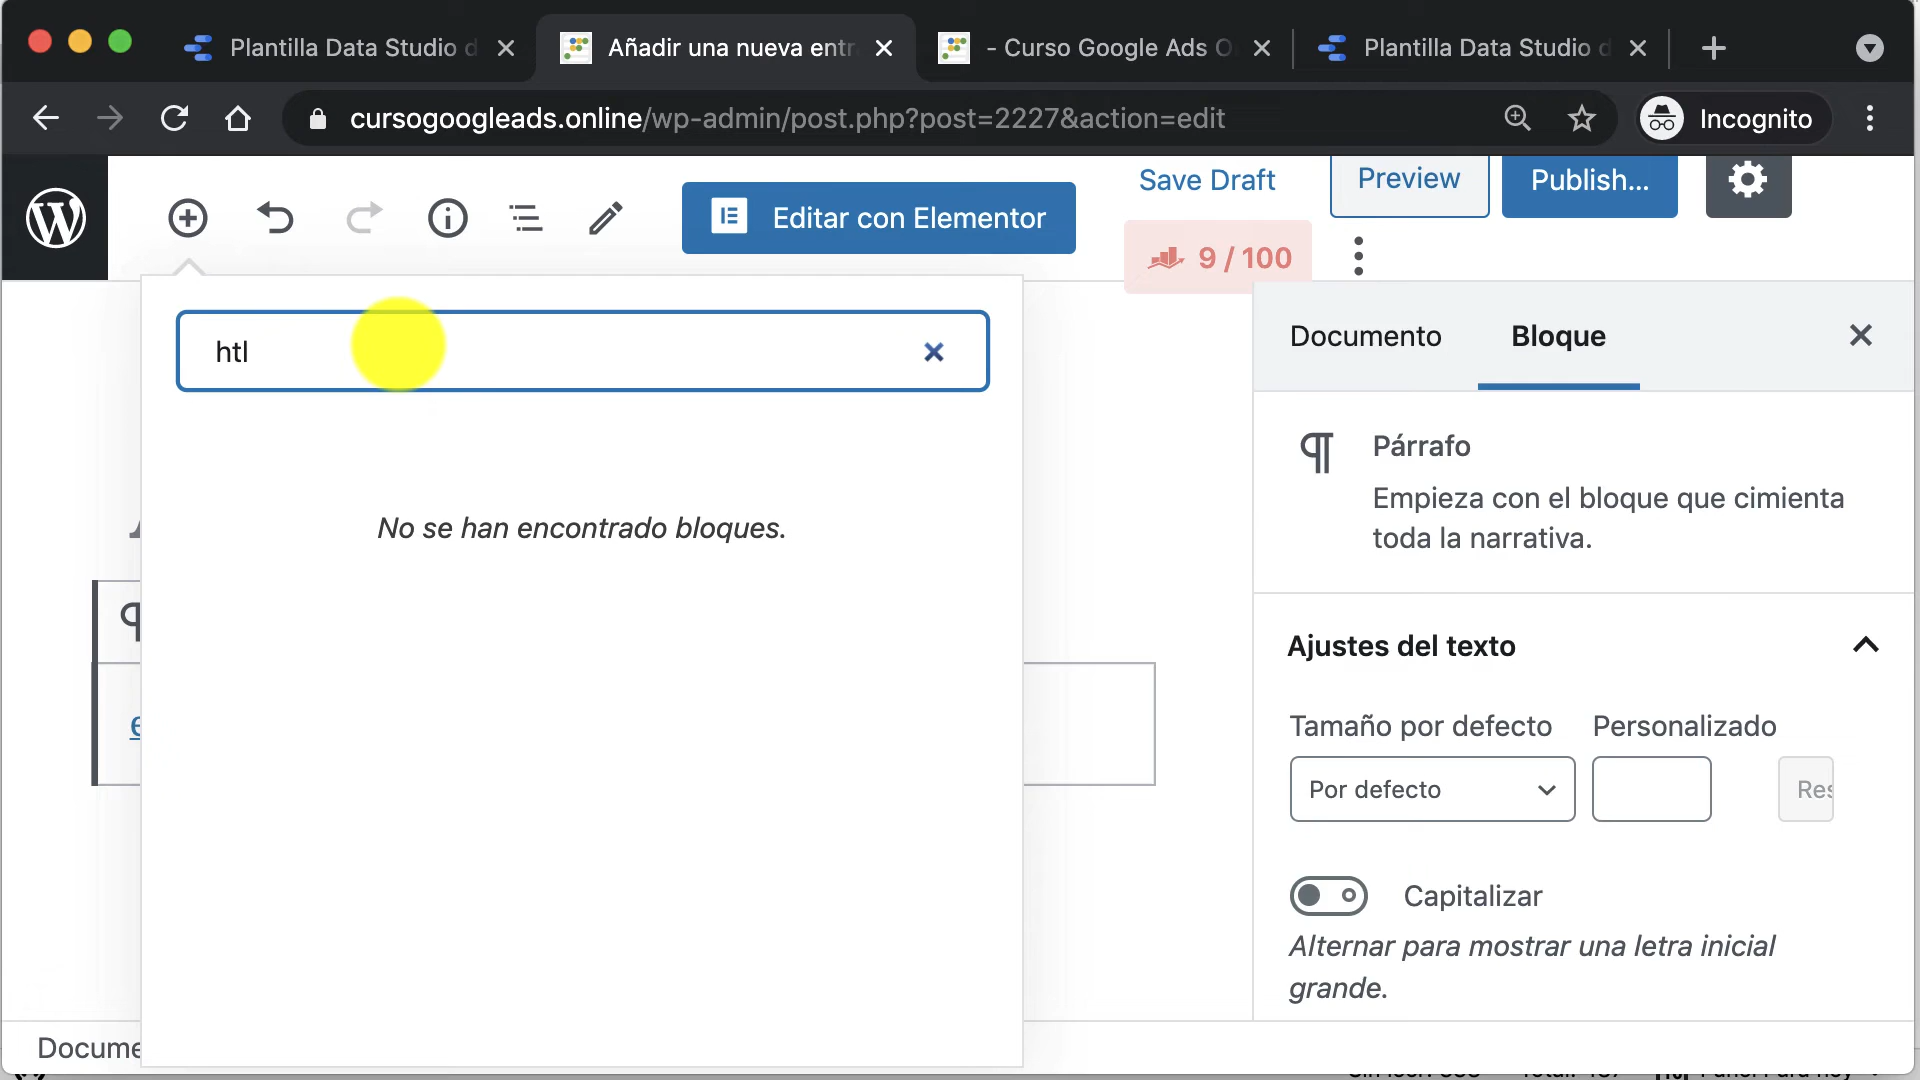 Plantilla Data Studio d
Añadir una nueva entr
- Curso Google Ads O
Plantilla Data Studio d
cursogoogleads.online/wp-admin/post.php?post=2227&action=edit
Incognito
Editar con Elementor
Save Draft
Preview
Publish...
9 / 100
htl
No se han encontrado bloques.
Documento
Bloque
Párrafo
Empieza con el bloque que cimienta
toda la narrativa.
Ajustes del texto
Tamaño por defecto
Personalizado
Por defecto
Res
Capitalizar
Alternar para mostrar una letra inicial
grande.
Docume